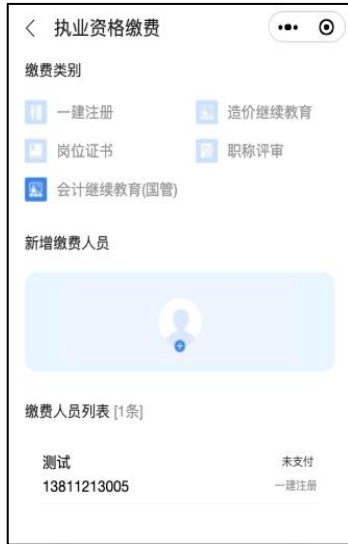 执业资格缴费
缴费类别
一建注册 造价继续教育
岗位证书 职称评审
会计继续教育(国管)
新增缴费人员
缴费人员列表 [1条]
测试 未支付
13811213005 一建注册